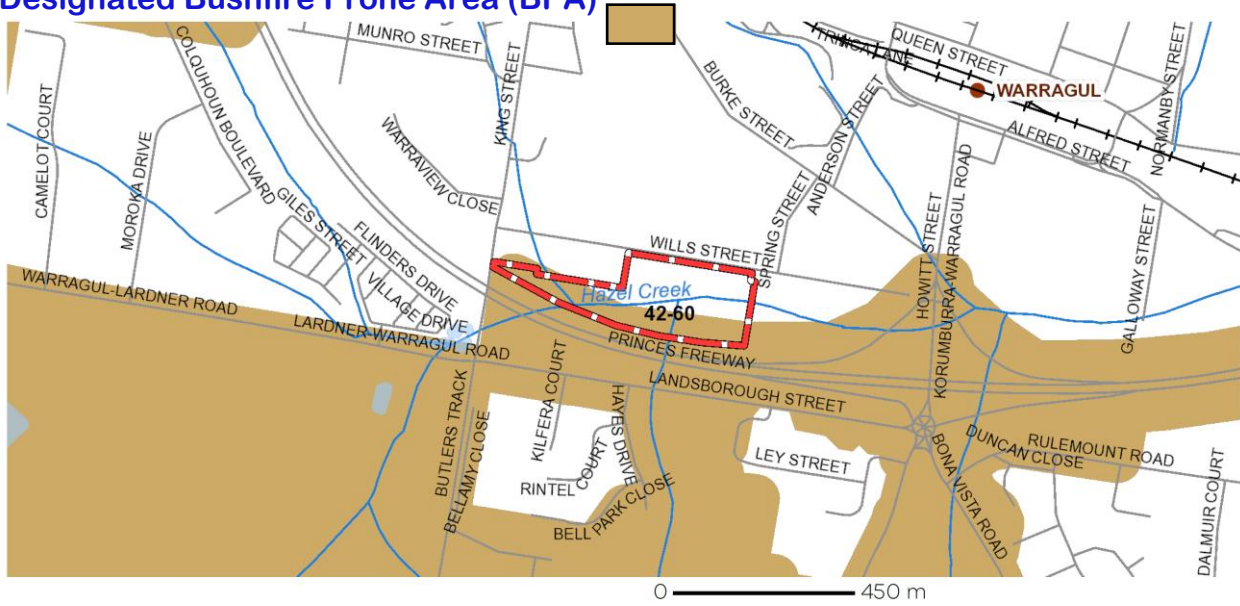 Designated Bushfire Prone Area (BPA)
MUNRO STREET
COLQUHOUN BOULEVARD
KING STREET
QUEEN STREET
WARRAGUL
NORMANBY STREET
BURKE STREET
ANDERSON STREET
ALFRED STREET
CAMELOT COURT
MOROKA DRIVE
WARRAVIEW CLOSE
GILES STREET
FLINDERS DRIVE
VILLAGE DRIVE
WILLS STREET
SPRING STREET
HOWITT STREET
KORUMBURRA-WARRAGUL ROAD
GALLOWAY STREET
Hazel Creek
42-60
WARRAGUL-LARDNER ROAD
LARDNER-WARRAGUL ROAD
PRINCES FREEWAY
LANDSBOROUGH STREET
BUTLERS TRACK
BELLAMY CLOSE
KILFERA COURT
HAYES DRIVE
RINTEL COURT
BELL PARK CLOSE
LEY STREET
BONA VISTA ROAD
DUNCAN CLOSE
RULEMOUNT ROAD
DALMUIR COURT
0 450 m